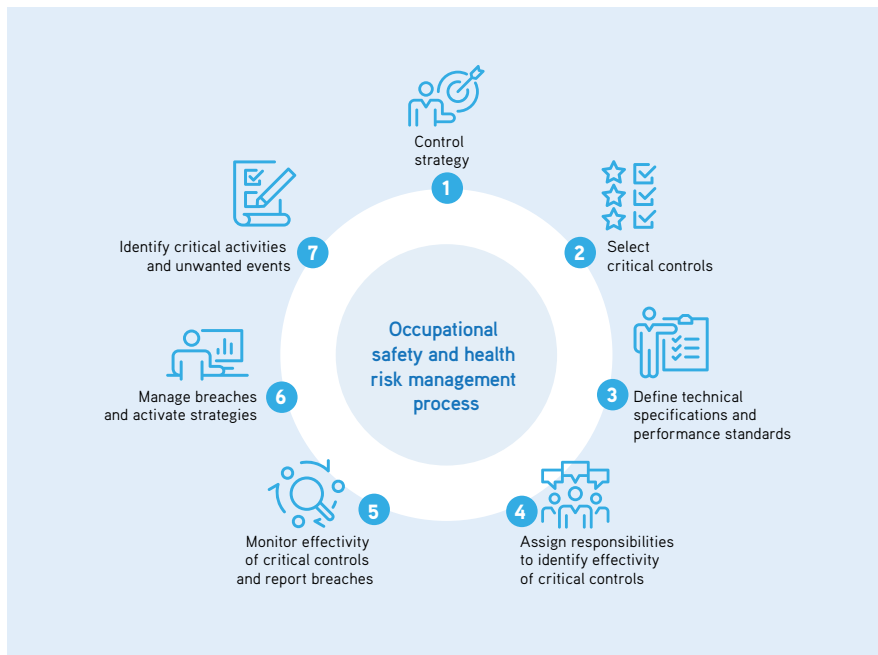 Control
strategy
1
2
Select
critical controls
3
Define technical
specifications and
performance standards
4
Assign responsibilities
to identify effectivity
of critical controls
5
Monitor effectivity
of critical controls
and report breaches
6
Manage breaches
and activate strategies
7
Identify critical activities
and unwanted events
Occupational
safety and health
risk management
process